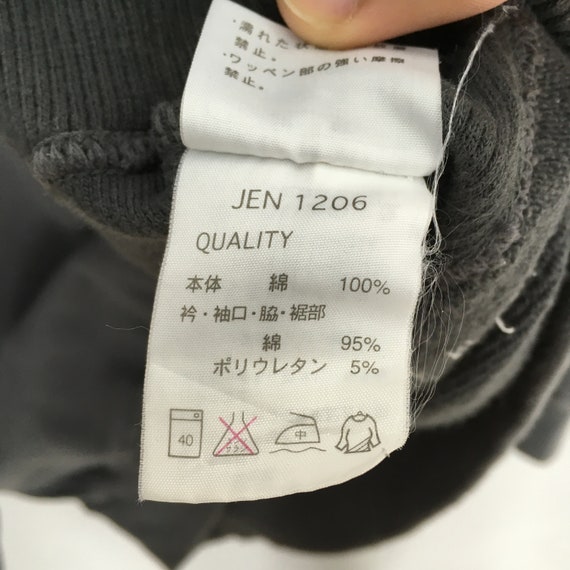 ・濡れた状
禁止。
・ワッペン部の強い摩擦
禁止。
JEN 1206
QUALITY
本体 綿 100%
衿・袖口・脇・裾部
綿 95%
ポリウレタン 5%
40
中